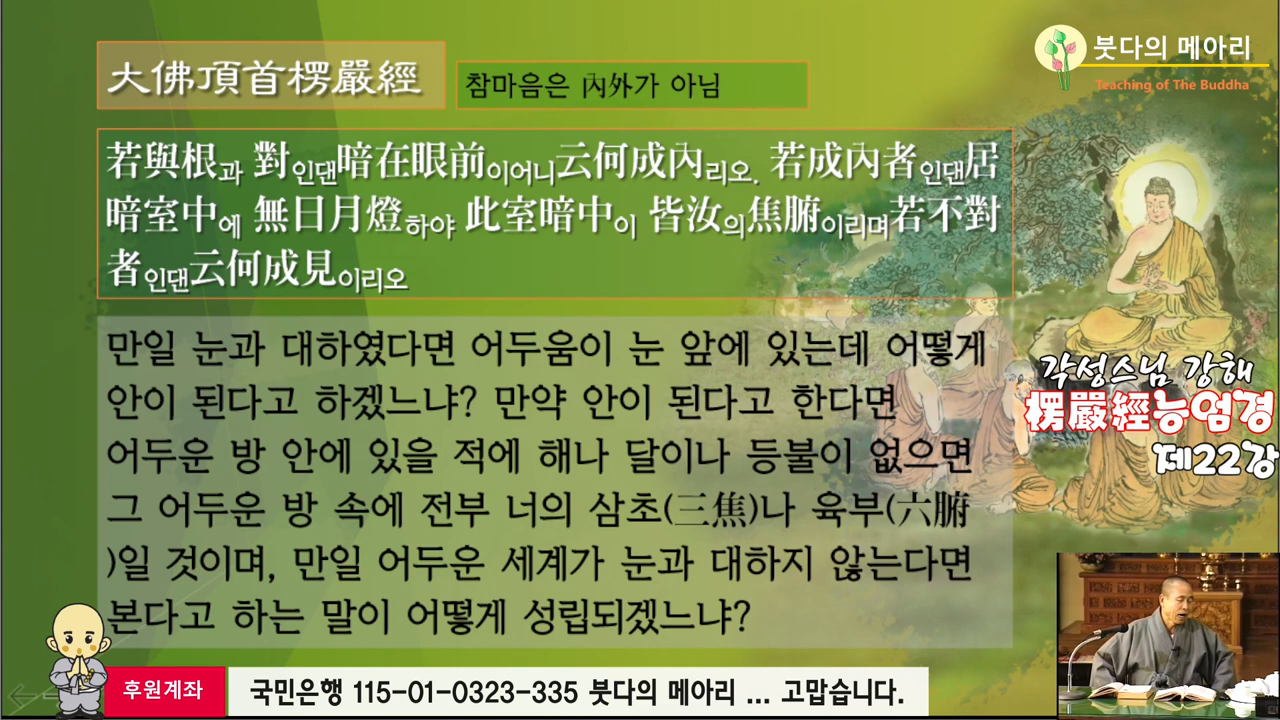 大佛頂首楞嚴經
참마음은 內外가 아님
붓다의 메아리
Teaching of The Buddha
若與根과 對인댄暗在眼前이어니云何成內리오. 若成內者인댄居
暗室中에 無日月燈하야 此室暗中이 皆汝의焦腑이리며若不對
者인댄云何成見이리오
만일 눈과 대하였다면 어두움이 눈 앞에 있는데 어떻게
안이 된다고 하겠느냐? 만약 안이 된다고 한다면
어두운 방 안에 있을 적에 해나 달이나 등불이 없으면
그 어두운 방 속에 전부 너의 삼초(三焦)나 육부(六腑
)일 것이며, 만일 어두운 세계가 눈과 대하지 않는다면
본다고 하는 말이 어떻게 성립되겠느냐?
각성스님 강해
楞嚴經능엄경
제22강
후원계좌
국민은행 115-01-0323-335 붓다의 메아리 ... 고맙습니다.